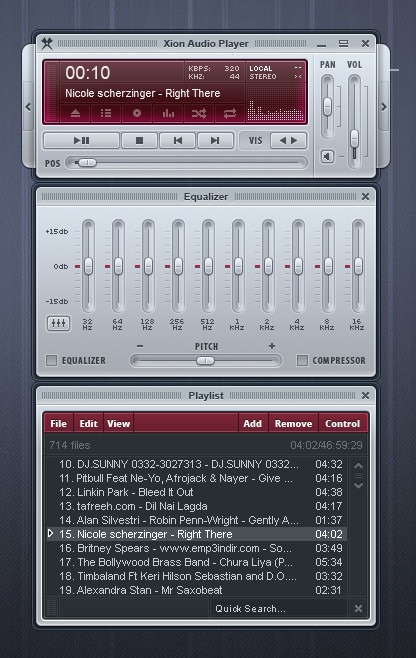 Xion Audio Player
00:10
KBPS: 320
KHZ: 44
LOCAL --
STEREO --
Nicole scherzinger - Right There
PAN VOL
VIS
POS
Equalizer
+15db
0db
-15db
32 Hz
64 Hz
128 Hz
256 Hz
512 Hz
1 KHz
2 KHz
4 KHz
8 KHz
16 KHz
PITCH
- +
EQUALIZER
COMPRESSOR
Playlist
File Edit View Add Remove Control
714 files 04:02/46:59:29
10. DJ.SUNNY 0332-3027313 - DJ.SUNNY 0332... 04:32
11. Pitbull Feat Ne-Yo, Afrojack & Nayer - Give ... 04:16
12. Linkin Park - Bleed It Out 04:38
13. tafreeh.com - Dil Nai Lagda 04:17
14. Alan Silvestri - Robin Penn-Wright - Gently A... 01:37
15. Nicole scherzinger - Right There 04:02
16. Britney Spears - www.emp3indir.com - So... 03:49
17. The Bollywood Brass Band - Chura Liya (P... 05:34
18. Timbaland Ft Keri Hilson Sebastian and D.O... 03:32
19. Alexandra Stan - Mr Saxobeat 02:31
Quick Search...